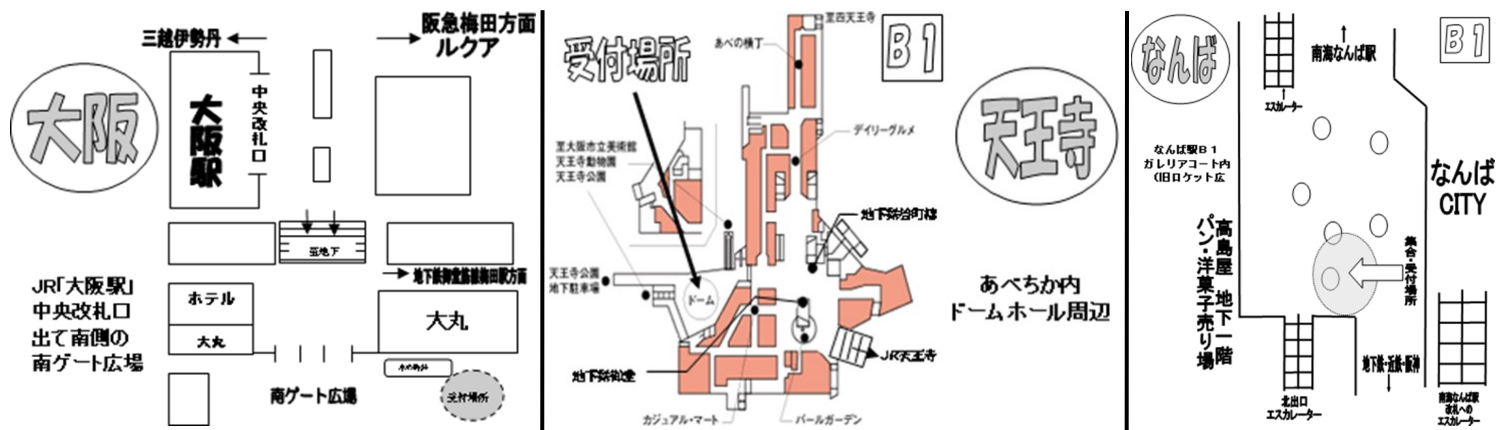 大阪
三越伊勢丹
阪急梅田方面
ルクア
中央改札口
大阪駅
至地下
地下鉄御堂筋線梅田駅方面
JR「大阪駅」
中央改札口
出て南側の
南ゲート広場
ホテル
大丸
大丸
水の時計
南ゲート広場
受付場所
受付場所
B1
天王寺
至四天王寺
あべの横丁
デイリーグルメ
至大阪市立美術館
天王寺動物園
天王寺公園
地下鉄谷町線
天王寺公園
地下駐車場
ドーム
あべちか内
ドームホール周辺
JR天王寺
地下鉄御堂
カジュアル・マート
パールガーデン
なんば
B1
南海なんば駅
エスカレーター
なんば駅B1
ガレリアコート内
(旧ロケット広
なんば
CITY
高島屋 地下一階
パン・洋菓子売り場
集合・受付
場所
地下鉄・近鉄・阪神
北出口
エスカレーター
南海なんば駅
改札への
エスカレーター